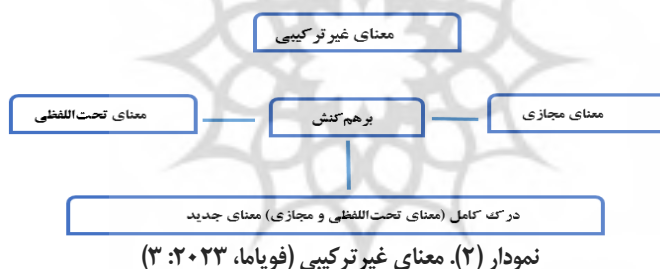 معنای غیرترکیبی
معنای مجازی
برهم‌کنش
معنای تحت‌اللفظی
درک کامل (معنای تحت‌اللفظی و مجازی) معنای جدید
نمودار (۲). معنای غیرترکیبی (فویاما، ۲۰۲۳: ۳)